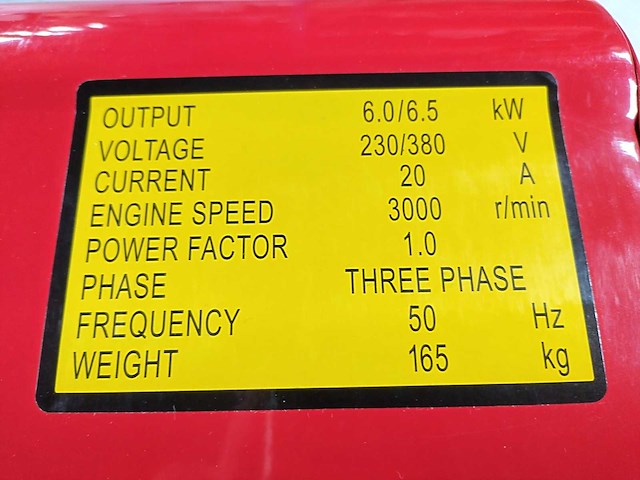 OUTPUT 6.0/6.5 kW
VOLTAGE 230/380 V
CURRENT 20 A
ENGINE SPEED 3000 r/min
POWER FACTOR 1.0
PHASE THREE PHASE
FREQUENCY 50 Hz
WEIGHT 165 kg